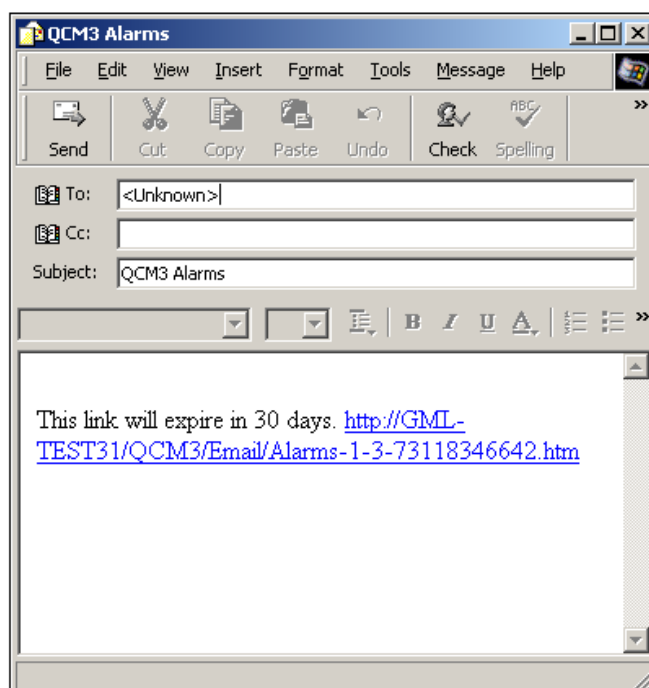 QCM3 Alarms
File Edit View Insert Format Tools Message Help
ABC
Send Cut Copy Paste Undo Check Spelling
To: <Unknown>
Cc:
Subject: QCM3 Alarms
B I U A
This link will expire in 30 days. http://GML-
TEST31/QCM3/Email/Alarms-1-3-73118346642.htm